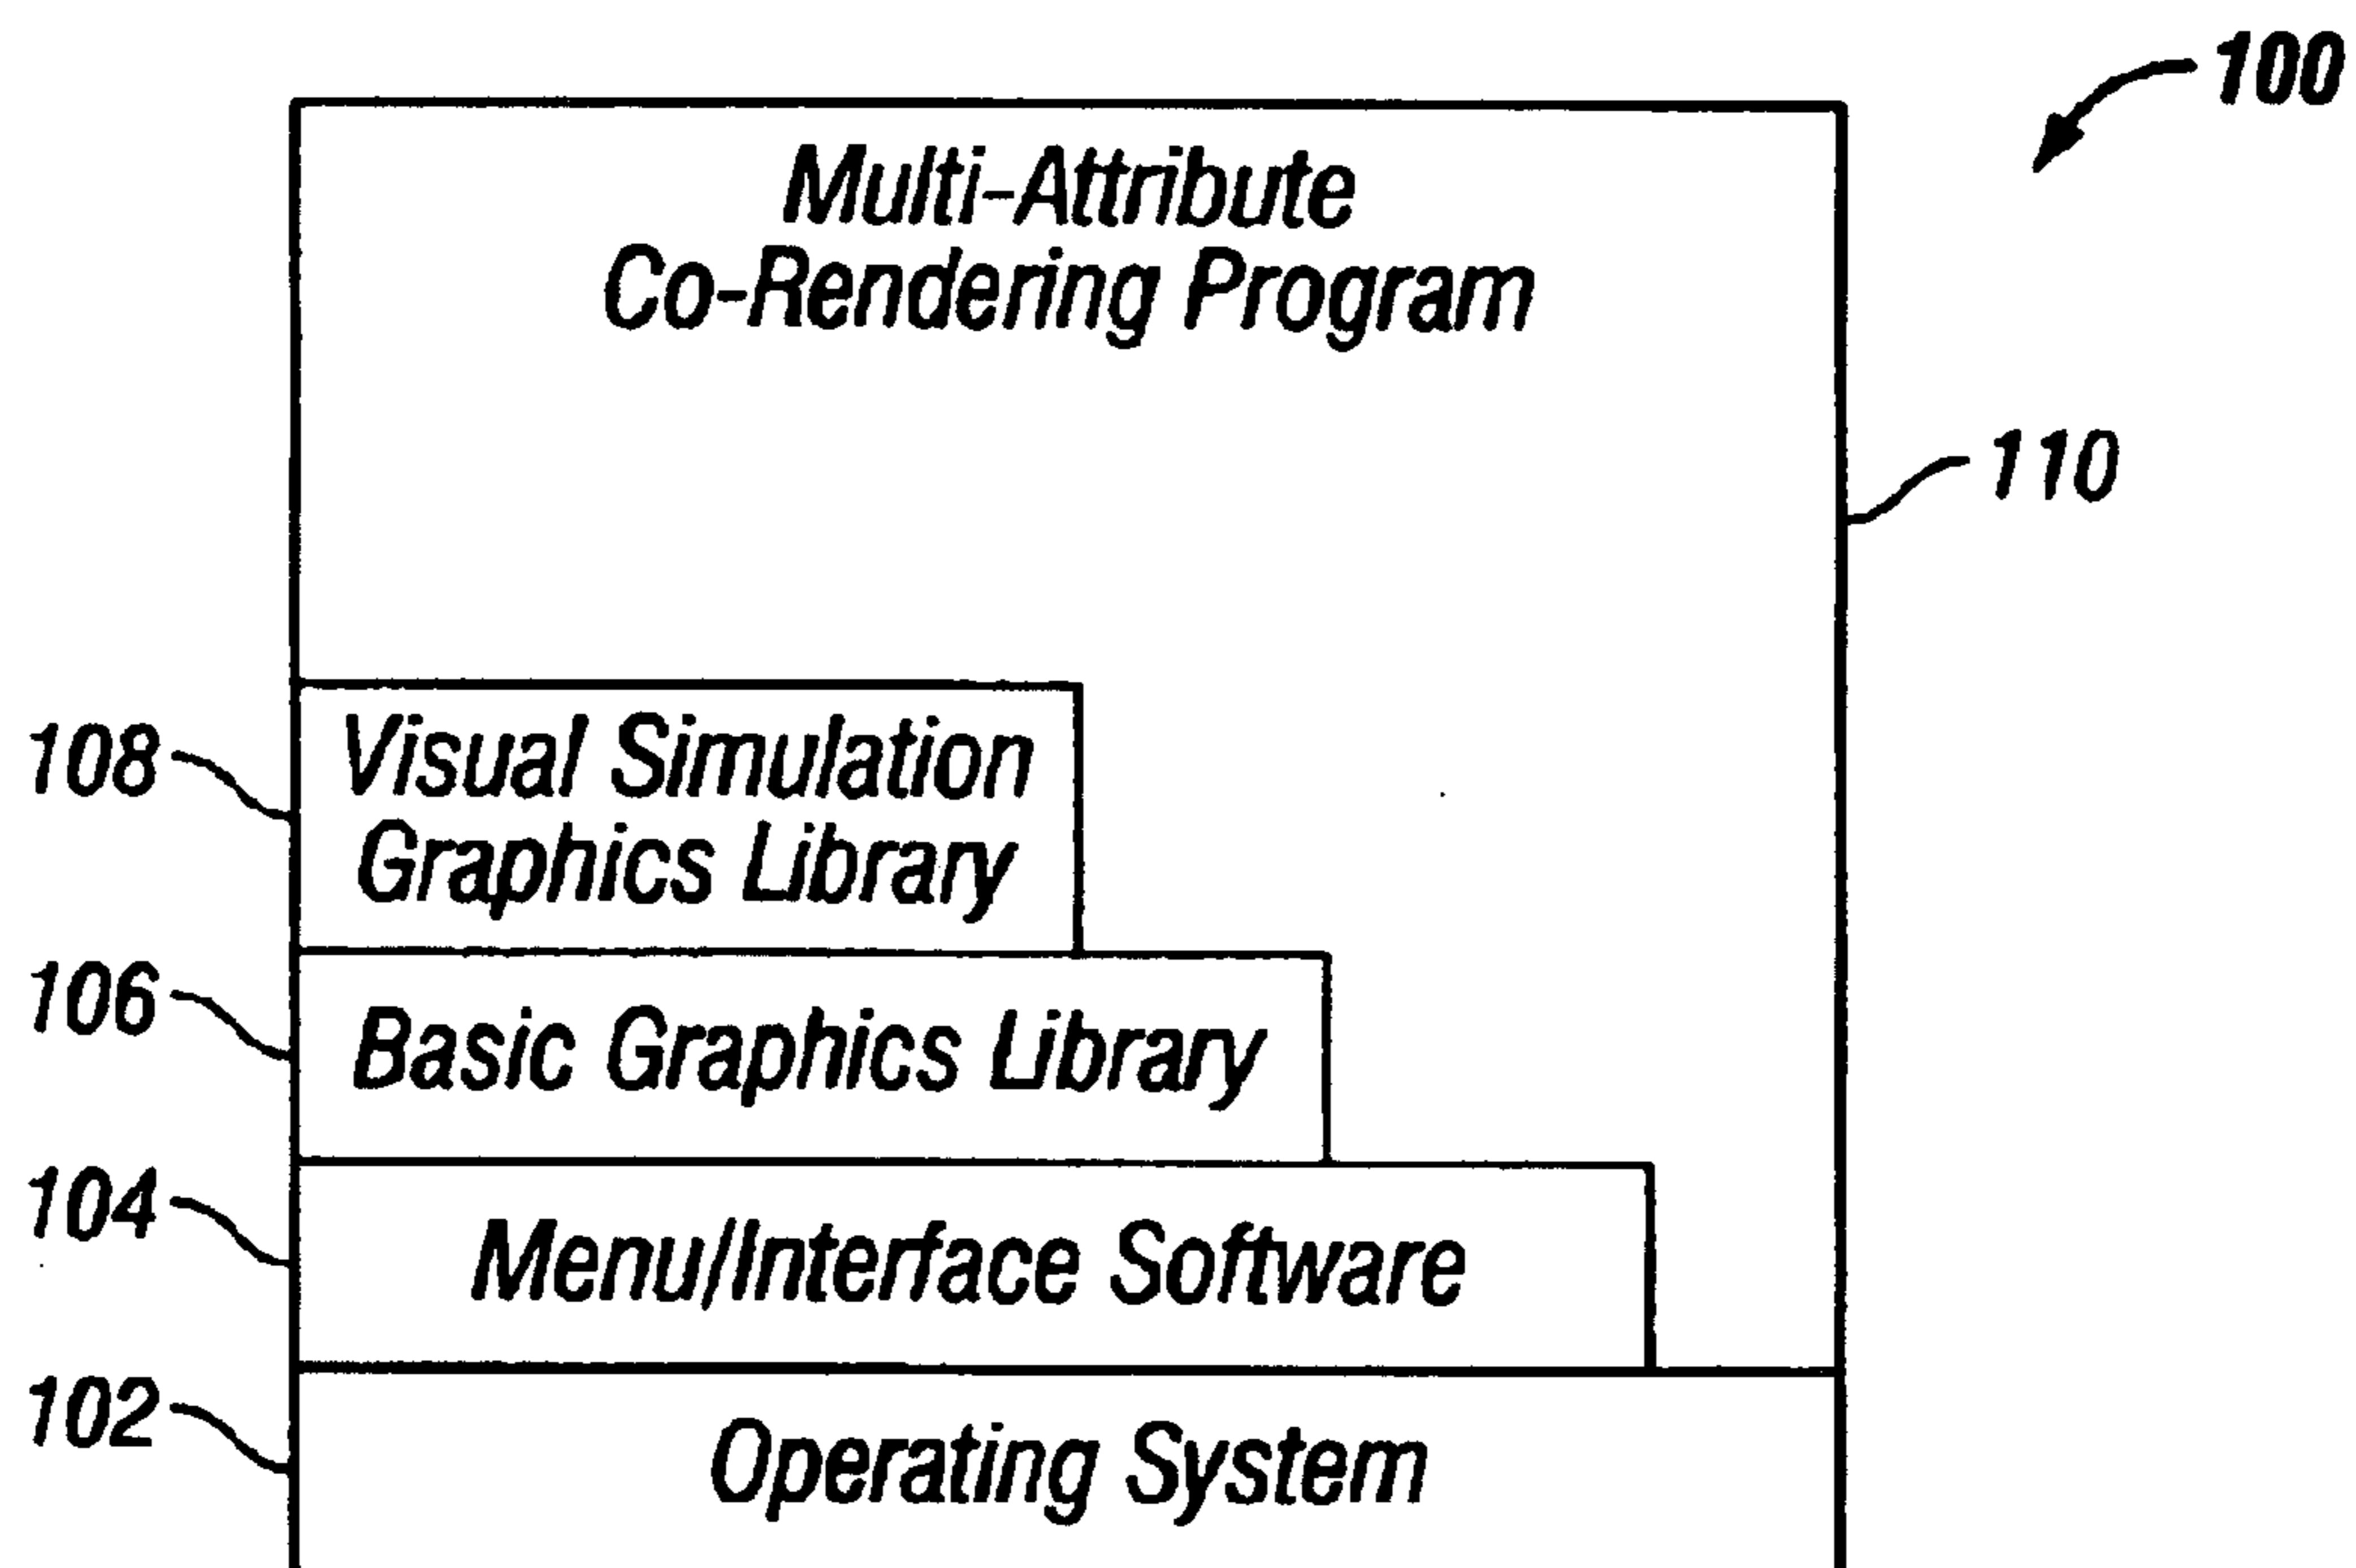 100
Multi-Attribute
Co-Rendering Program
110
108
Visual Simulation
Graphics Library
106
Basic Graphics Library
104
Menu/Interface Software
102
Operating System